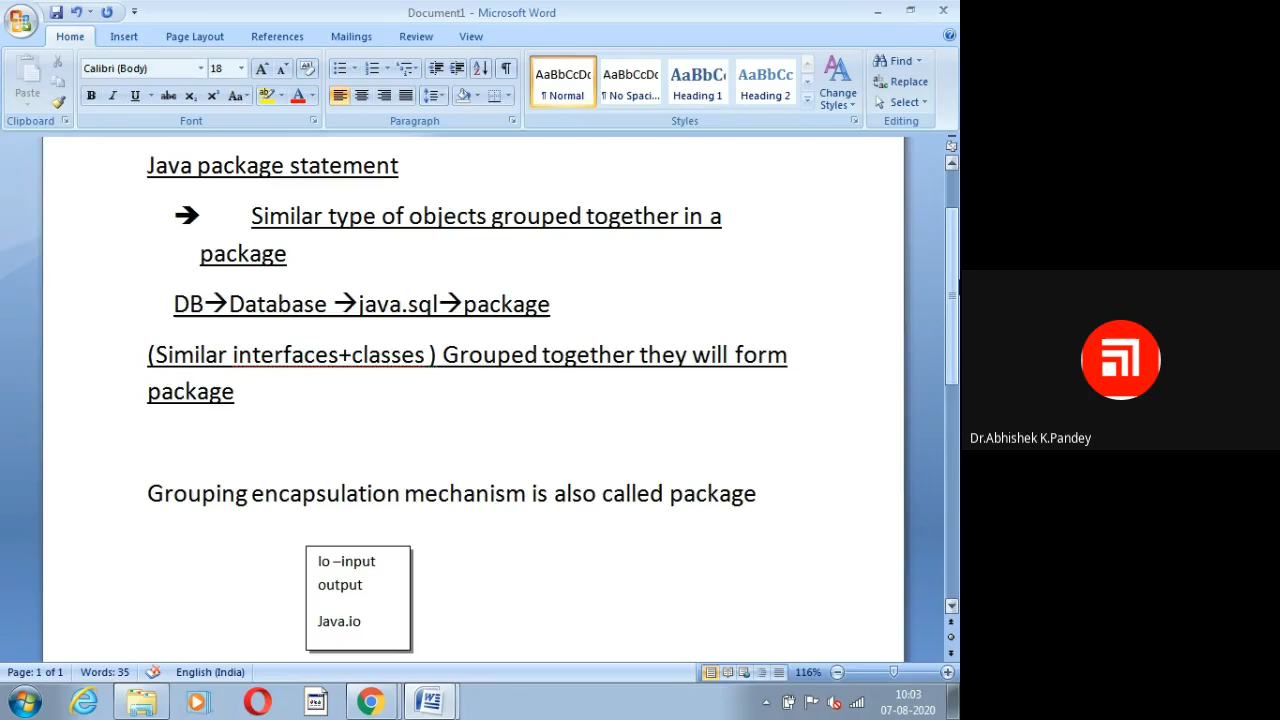 Document1 - Microsoft Word
Home Insert Page Layout References Mailings Review View
Paste
Calibri (Body) 18
AaBbCcDc AaBbCcDc AaBbC AaBbCc
¶ Normal ¶ No Spaci... Heading 1 Heading 2
Change Styles
Find
Replace
Select
Clipboard Font Paragraph Styles Editing
Java package statement
➔ Similar type of objects grouped together in a
package
DB→Database →java.sql→package
(Similar interfaces+classes ) Grouped together they will form
package
Grouping encapsulation mechanism is also called package
Io –input
output
Java.io
Dr.Abhishek K.Pandey
Page: 1 of 1 Words: 35 English (India) 116%
10:03
07-08-2020